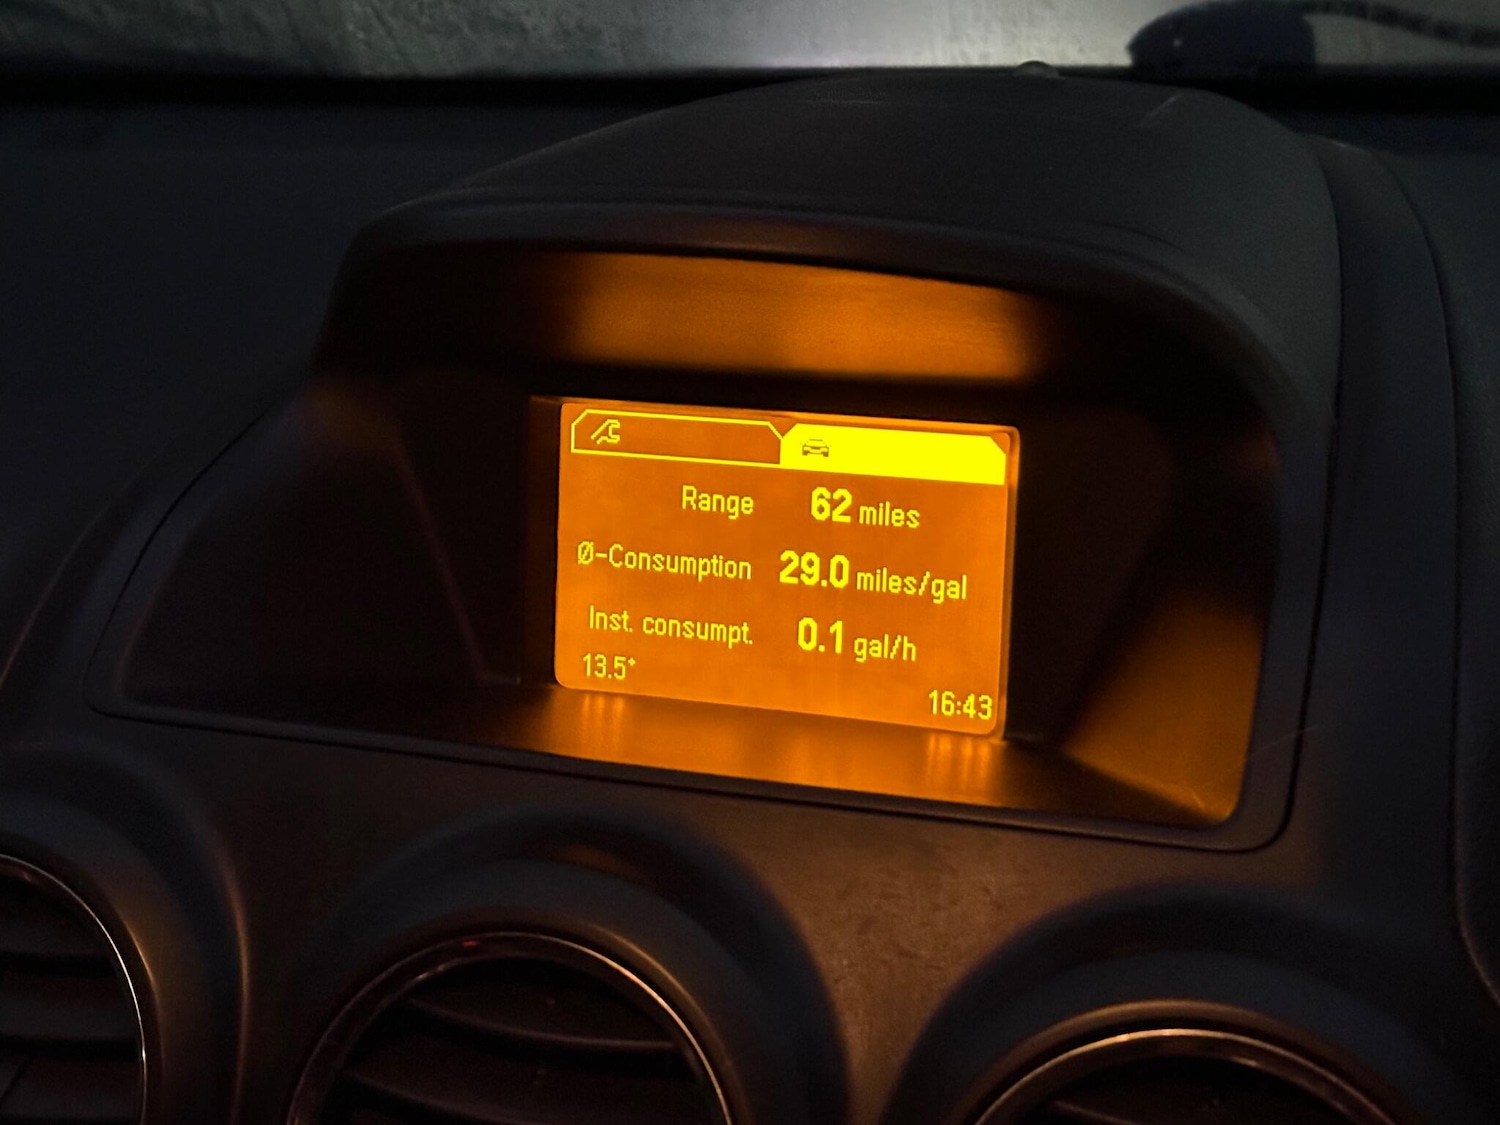 Range 62 miles
Ø-Consumption 29.0 miles/gal
Inst. consumpt. 0.1 gal/h
13.5°
16:43